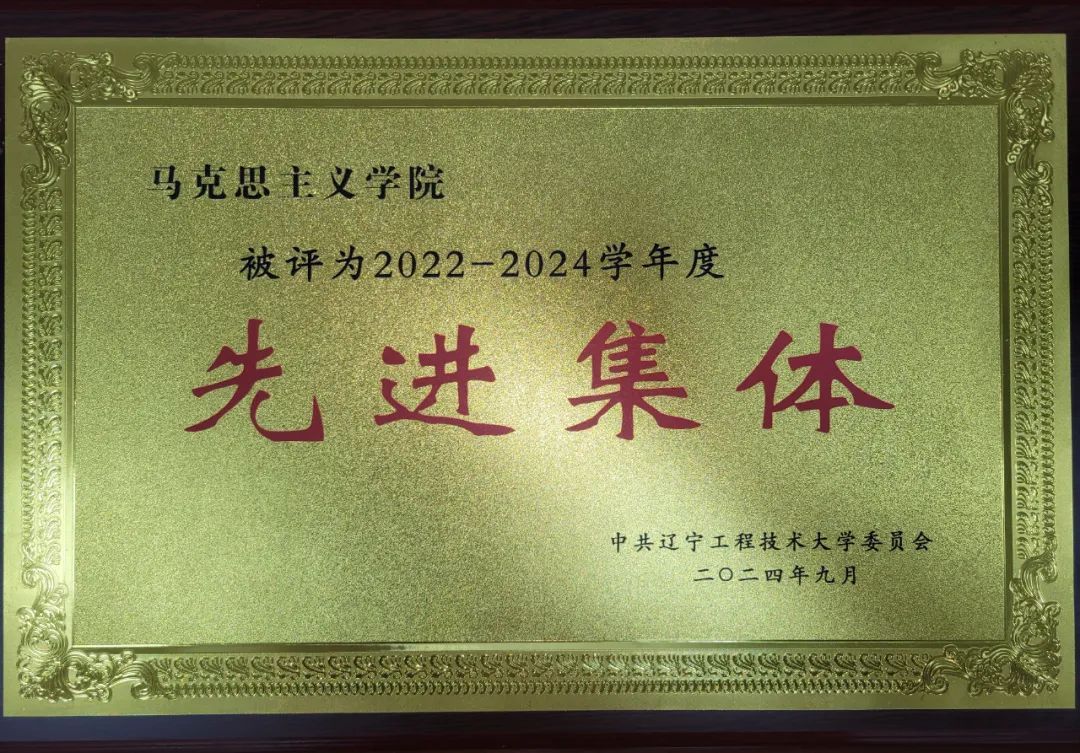 马克思主义学院
被评为2022-2024学年度
先进集体
中共辽宁工程技术大学委员会
二〇二四年九月